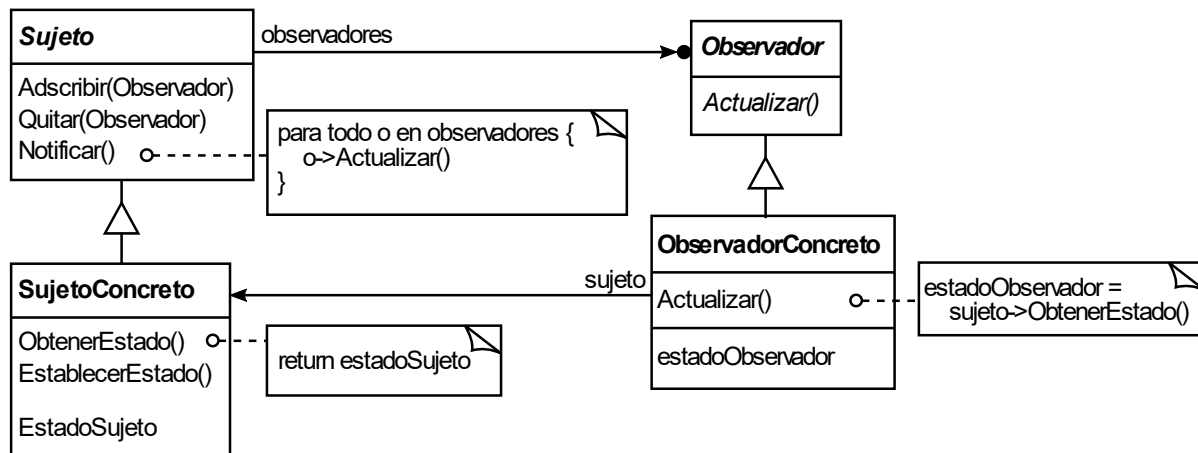 Sujeto
Adscribir(Observador)
Quitar(Observador)
Notificar()
observadores
para todo o en observadores {
o->Actualizar()
}
Observador
Actualizar()
SujetoConcreto
ObtenerEstado()
EstablecerEstado()
EstadoSujeto
return estadoSujeto
sujeto
ObservadorConcreto
Actualizar()
estadoObservador
estadoObservador =
sujeto->ObtenerEstado()